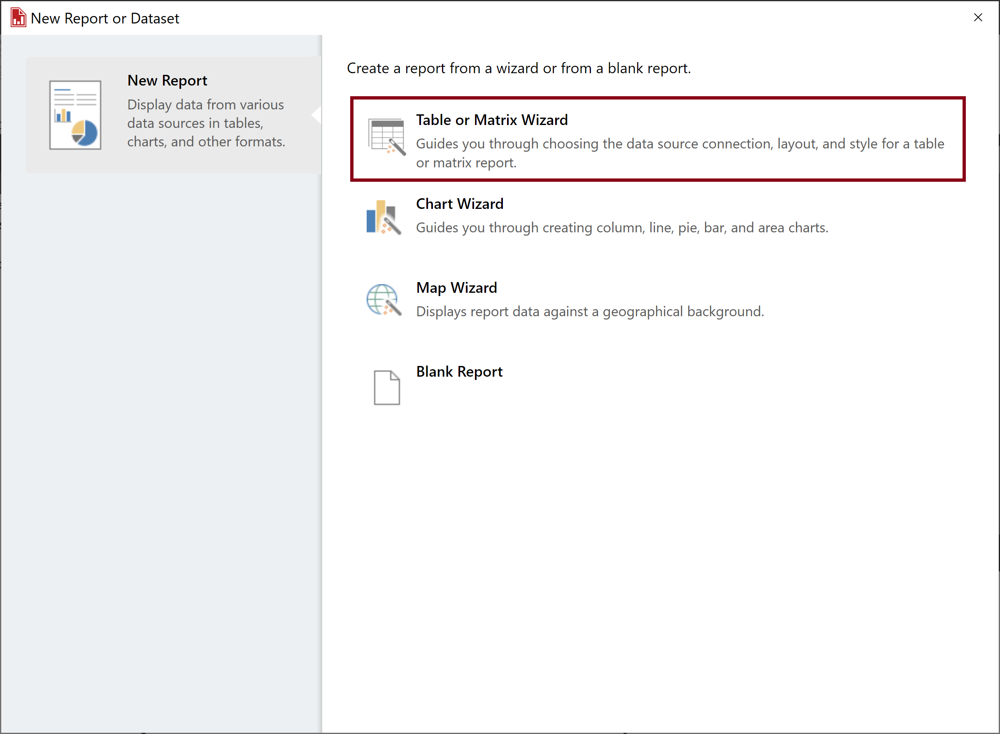 New Report or Dataset
New Report
Display data from various
data sources in tables,
charts, and other formats.
Create a report from a wizard or from a blank report.
Table or Matrix Wizard
Guides you through choosing the data source connection, layout, and style for a table
or matrix report.
Chart Wizard
Guides you through creating column, line, pie, bar, and area charts.
Map Wizard
Displays report data against a geographical background.
Blank Report